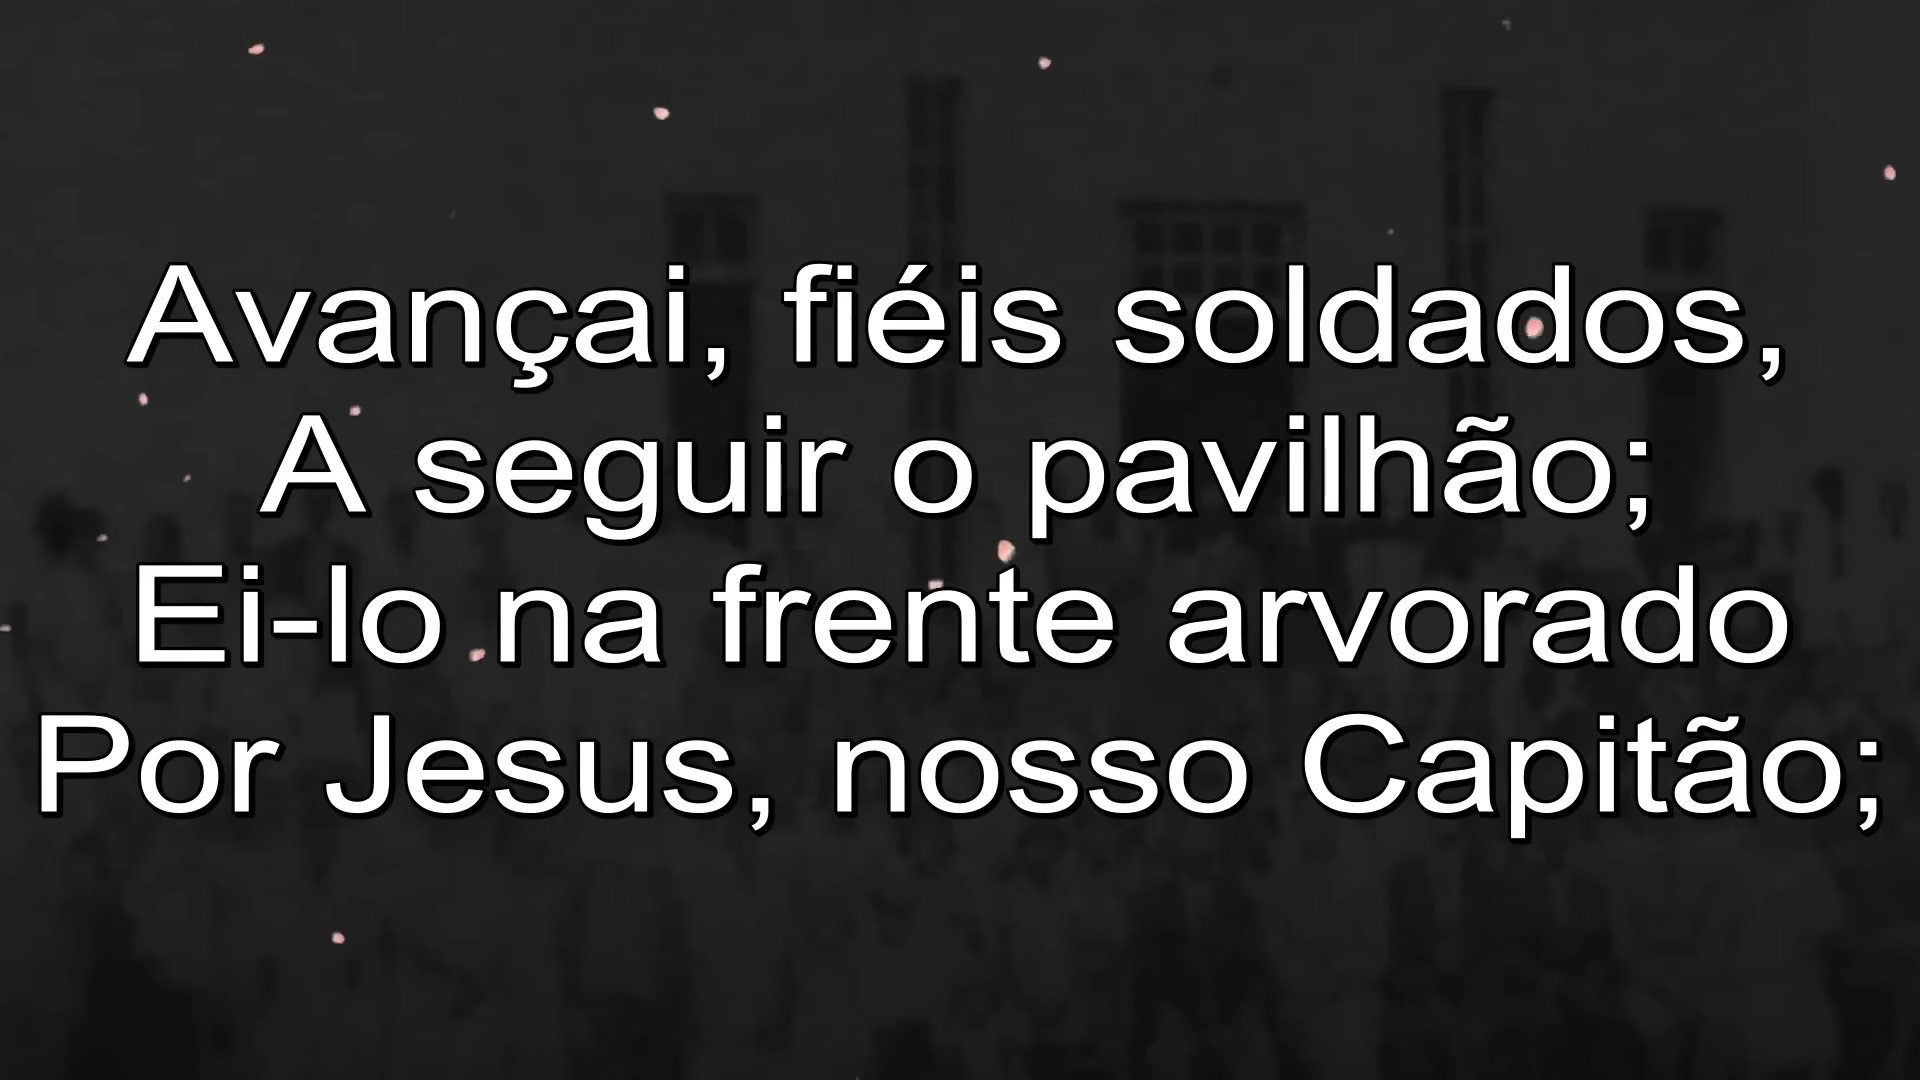 Avançai, fiéis soldados,
A seguir o pavilhão;
Ei-lo na frente arvorado
Por Jesus, nosso Capitão;